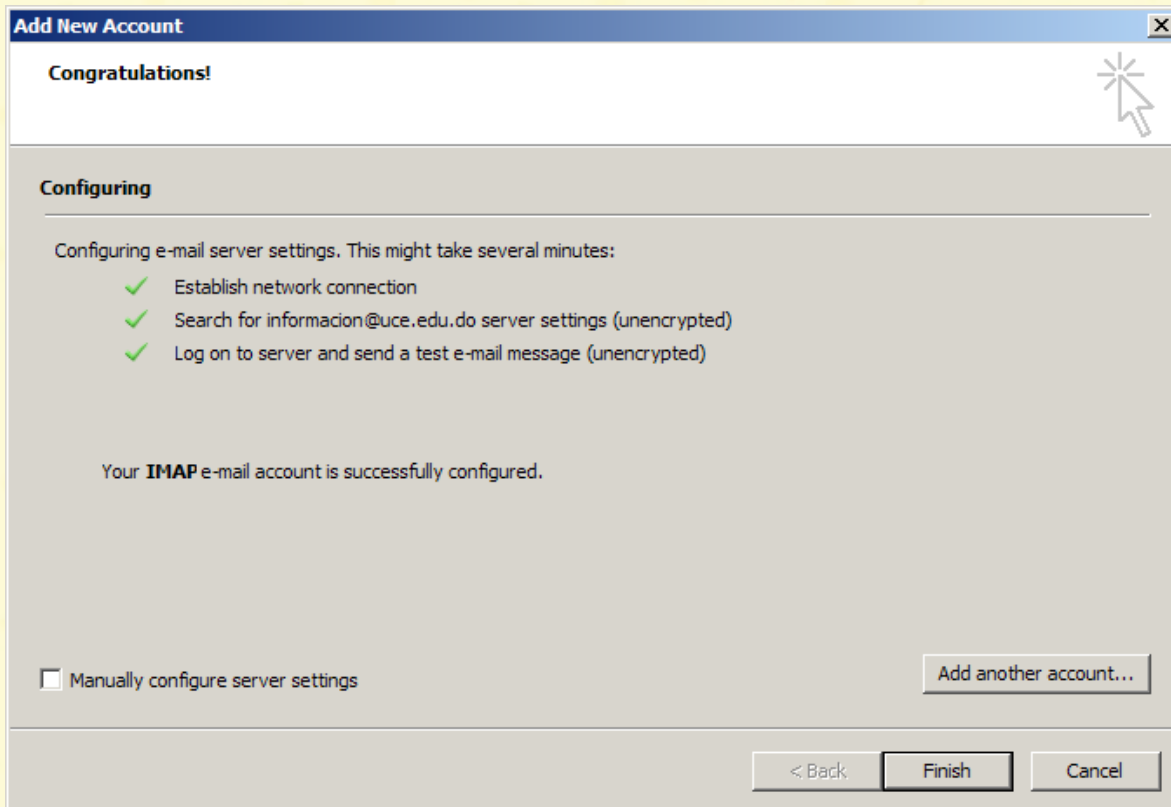 Add New Account
Congratulations!
Configuring
Configuring e-mail server settings. This might take several minutes:
Establish network connection
Search for informacion@uce.edu.do server settings (unencrypted)
Log on to server and send a test e-mail message (unencrypted)
Your IMAP e-mail account is successfully configured.
Manually configure server settings
Add another account...
< Back
Finish
Cancel